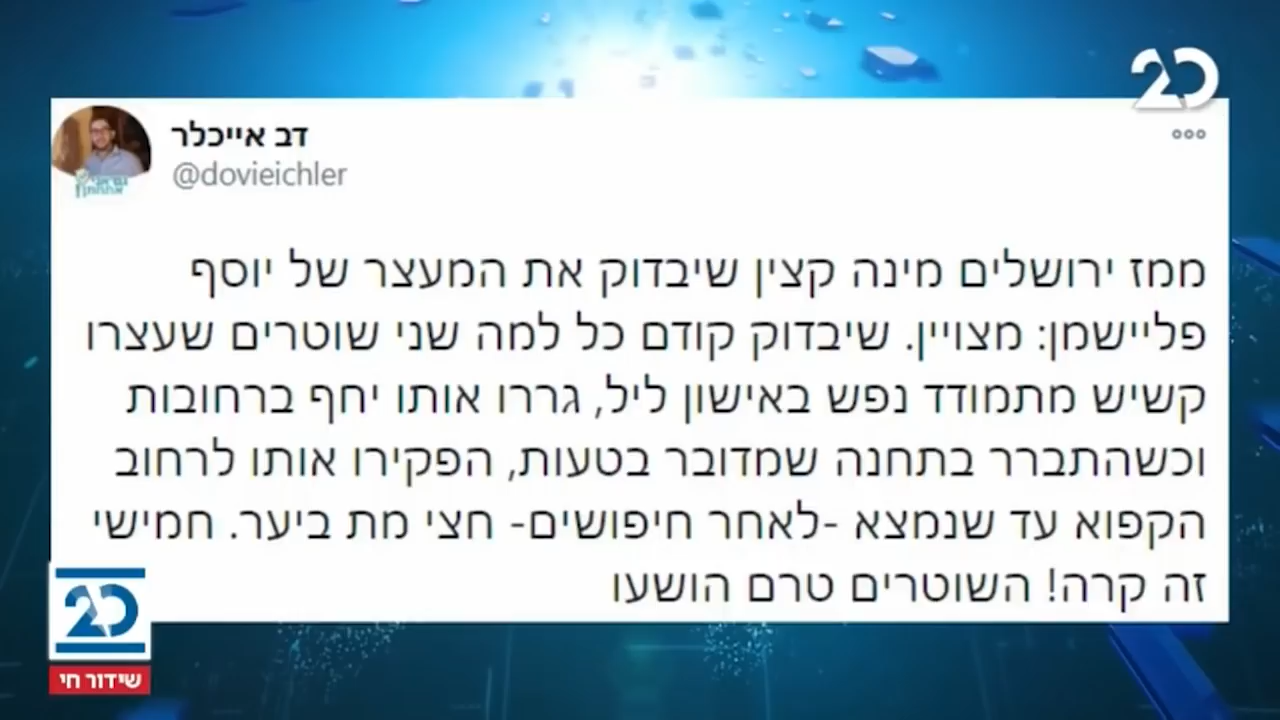 20
דב אייכלר
@dovieichler
ממז ירושלים מינה קצין שיבדוק את המעצר של יוסף
פליישמן: מצויין. שיבדוק קודם כל למה שני שוטרים שעצרו
קשיש מתמודד נפש באישון ליל, גררו אותו יחף ברחובות
וכשהתברר בתחנה שמדובר בטעות, הפקירו אותו לרחוב
הקפוא עד שנמצא -לאחר חיפושים- חצי מת ביער. חמישי
זה קרה! השוטרים טרם הושעו
20
שידור חי